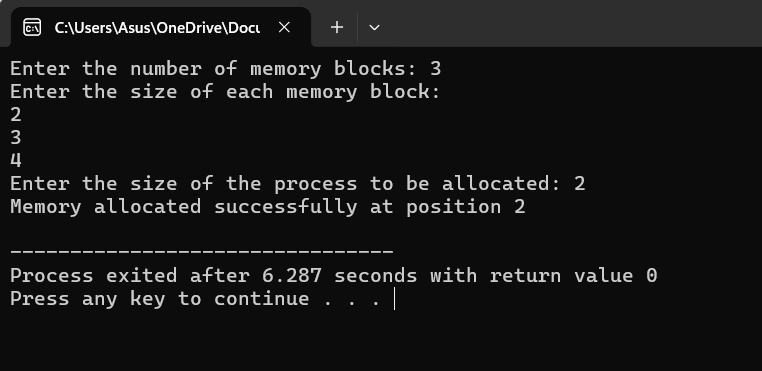 C:\Users\Asus\OneDrive\Docu
Enter the number of memory blocks: 3
Enter the size of each memory block:
2
3
4
Enter the size of the process to be allocated: 2
Memory allocated successfully at position 2
--------------------------------
Process exited after 6.287 seconds with return value 0
Press any key to continue . . .